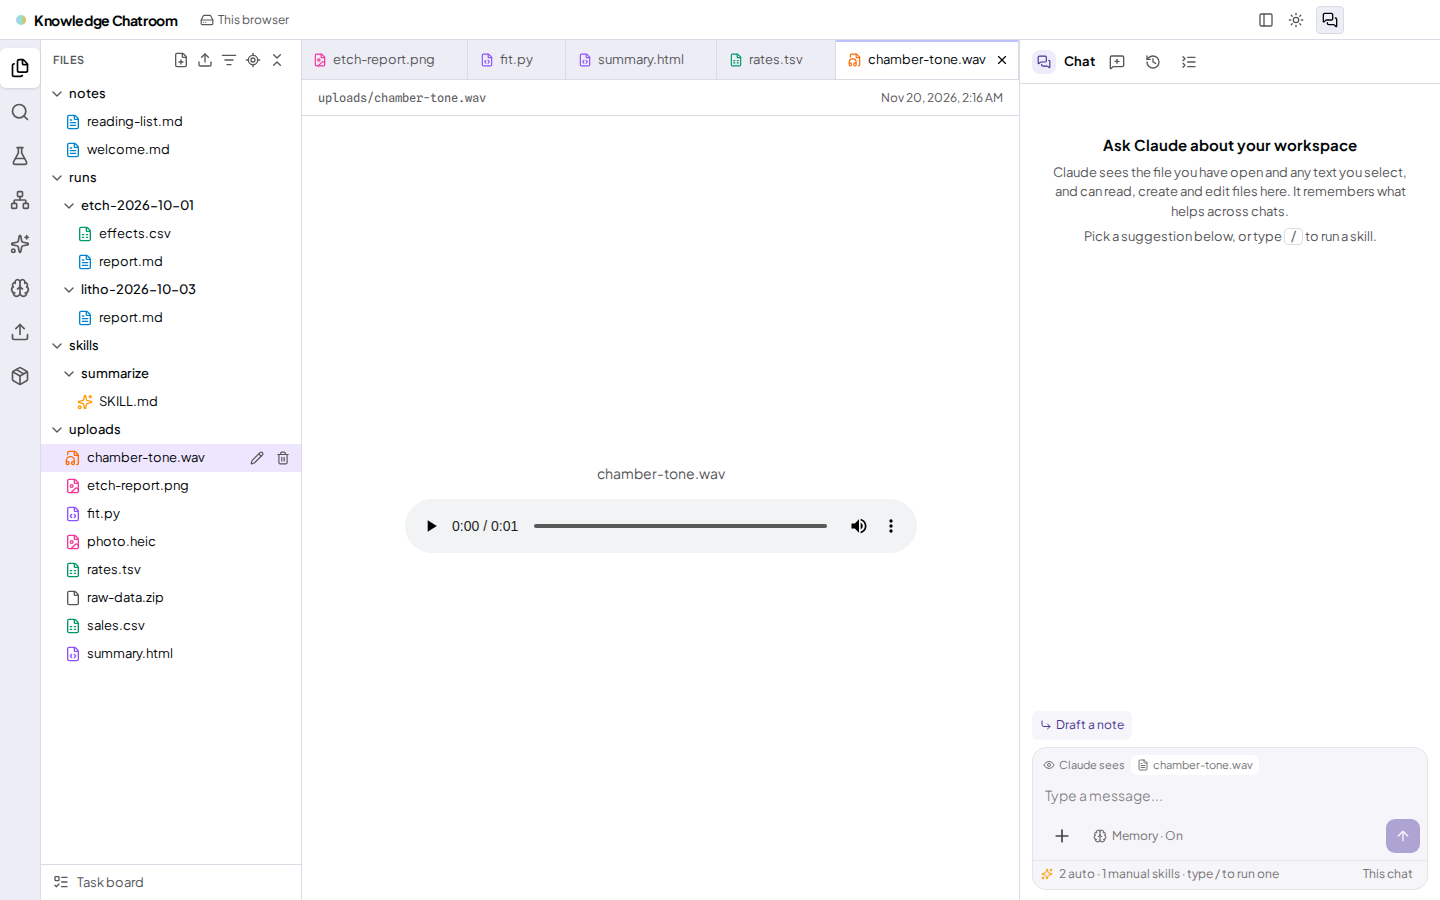 Knowledge Chatroom
This browser
FILES
notes
reading-list.md
welcome.md
runs
etch-2026-10-01
effects.csv
report.md
litho-2026-10-03
report.md
skills
summarize
SKILL.md
uploads
chamber-tone.wav
etch-report.png
fit.py
photo.heic
rates.tsv
raw-data.zip
sales.csv
summary.html
Task board
etch-report.png
fit.py
summary.html
rates.tsv
chamber-tone.wav
uploads/chamber-tone.wav
Nov 20, 2026, 2:16 AM
chamber-tone.wav
0:00 / 0:01
Chat
Ask Claude about your workspace
Claude sees the file you have open and any text you select,
and can read, create and edit files here. It remembers what
helps across chats.
Pick a suggestion below, or type / to run a skill.
Draft a note
Claude sees chamber-tone.wav
Type a message...
Memory · On
2 auto · 1 manual skills · type / to run one
This chat